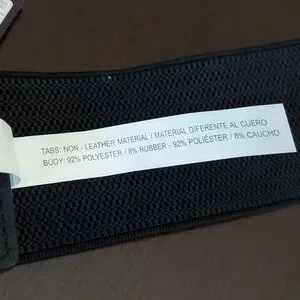 TABS: NON - LEATHER MATERIAL / MATERIAL DIFERENTE AL CUERO
BODY: 92% POLYESTER / 8% RUBBER - 92% POLIÉSTER / 8% CAUCHO